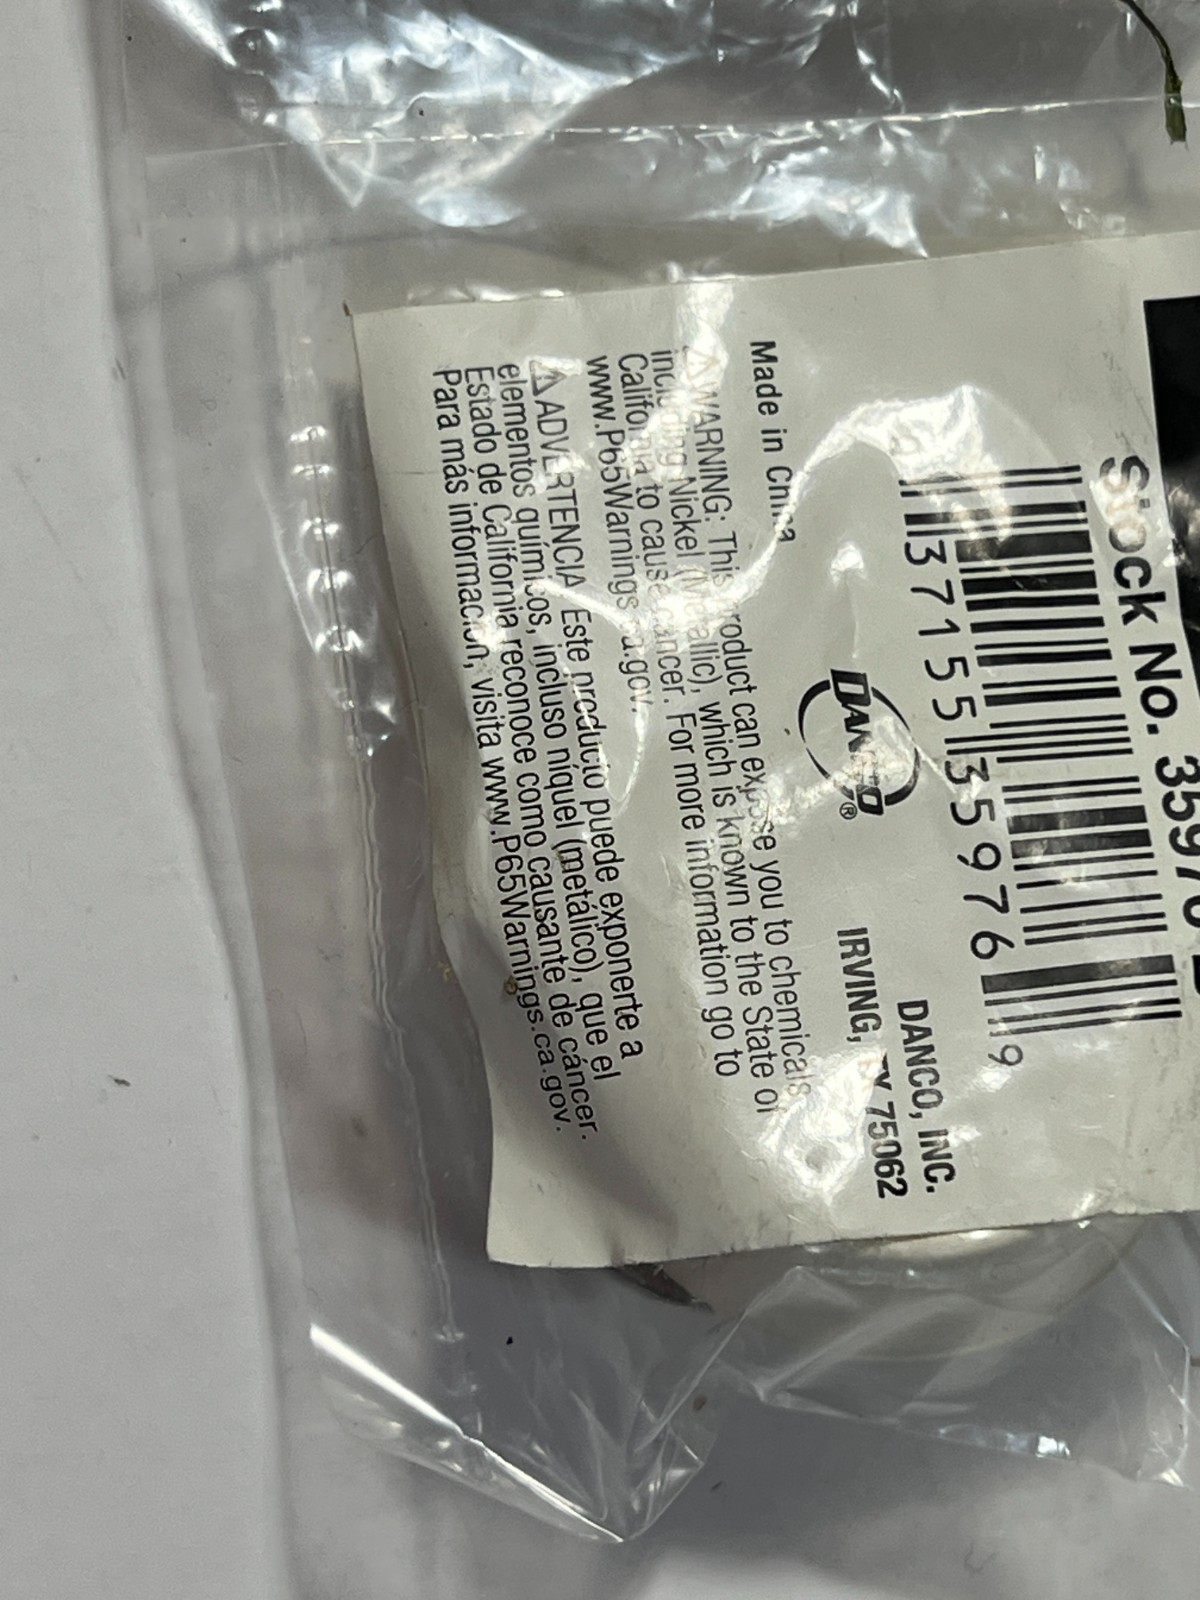 Stock No. 3597
37155 35976 9
DANCO, INC.
IRVING, TX 75062
DANCO®
Made in China
⚠WARNING: This product can expose you to chemicals
including Nickel (Metallic), which is known to the State of
California to cause cancer. For more information go to
www.P65Warnings.ca.gov.
⚠ADVERTENCIA Este producto puede exponerte a
elementos químicos, incluso níquel (metálico), que el
Estado de California reconoce como causante de cáncer.
Para más información, visita www.P65Warnings.ca.gov.